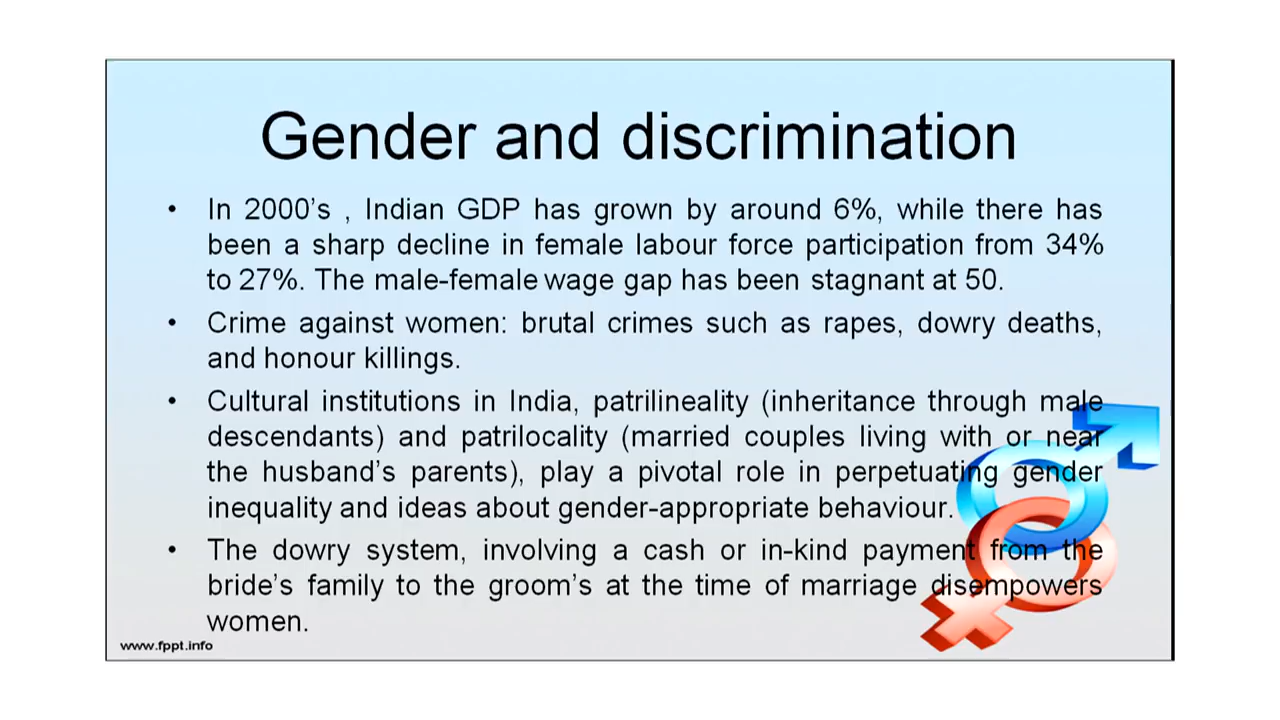 Gender and discrimination
• In 2000's , Indian GDP has grown by around 6%, while there has
been a sharp decline in female labour force participation from 34%
to 27%. The male-female wage gap has been stagnant at 50.
• Crime against women: brutal crimes such as rapes, dowry deaths,
and honour killings.
• Cultural institutions in India, patrilineality (inheritance through male
descendants) and patrilocality (married couples living with or near
the husband's parents), play a pivotal role in perpetuating gender
inequality and ideas about gender-appropriate behaviour.
• The dowry system, involving a cash or in-kind payment from the
bride's family to the groom's at the time of marriage disempowers
women.
www.fppt.info